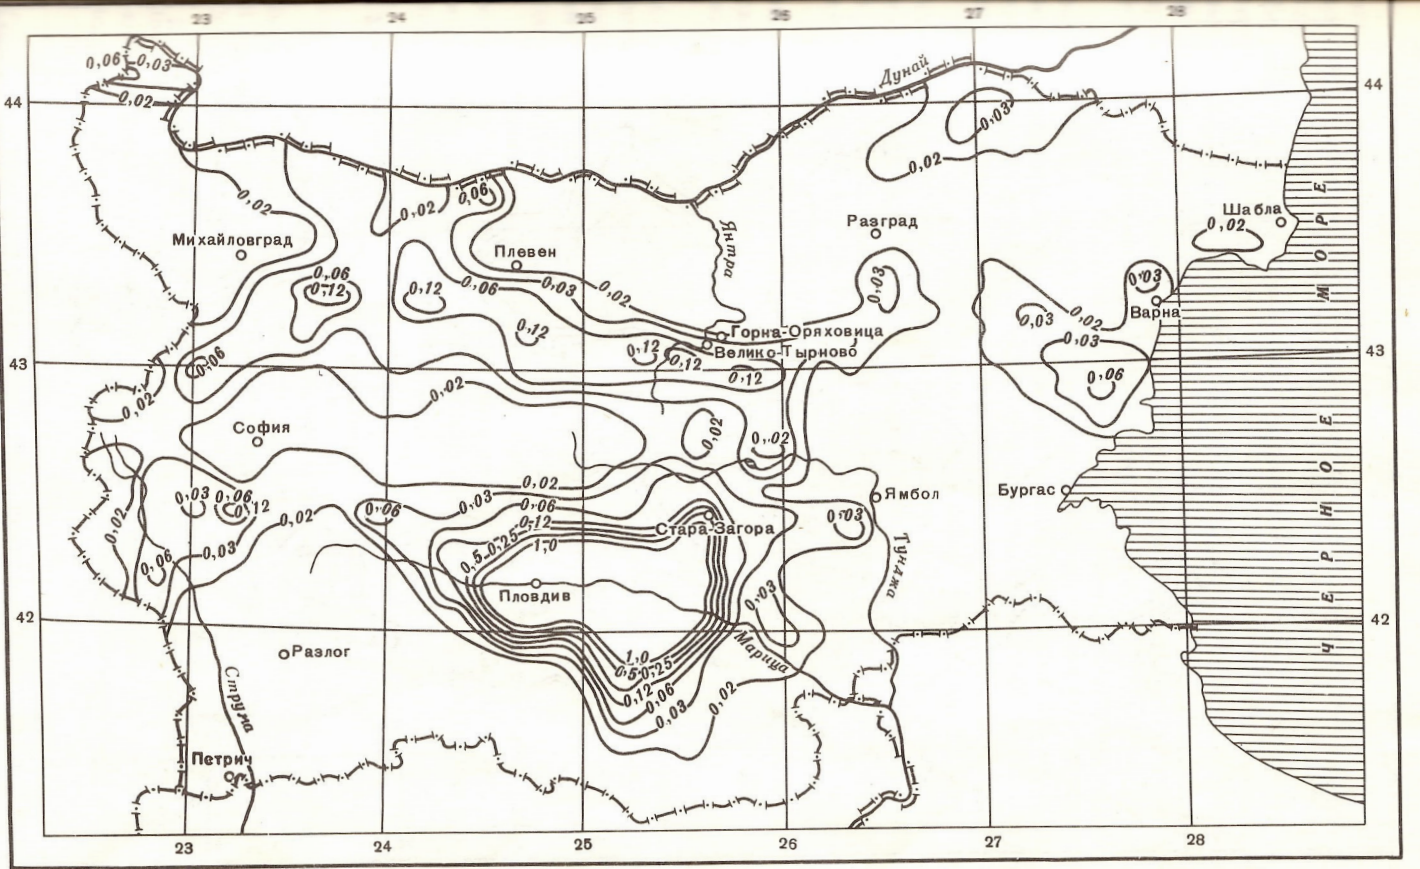 23 24 25 26 27 28
Дунай
0,06 0,03
44 0,02 44
0,03
0,02
0,02 0,02 0,06
Янтра
Разград
Шабла
0,02
Михайловград
Плевен
0,06
0,12 0,12 0,06 0,03 0,02
0,03
0,03
0,03 0,02
Варна
0,12
Горна-Оряховица
Велико-Тырново
43 0,06 0,12 0,12 0,12 0,03 43
0,06
0,02 0,02
София
0,02 0,02
ЧЕРНОЕ МОРЕ
0,02
0,03 0,06 0,12
0,03
0,06
0,06
0,12
Ямбол
Бургас
0,02 0,02
Стара-Загора
0,03
0,5 0,25
1,0
0,03
0,06
Тунджа
Пловдив
0,03
42 42
Марица
Разлог
1,0
0,5 0,25
0,12 0,06
0,03
0,02
Струма
Петрич
23 24 25 26 27 28